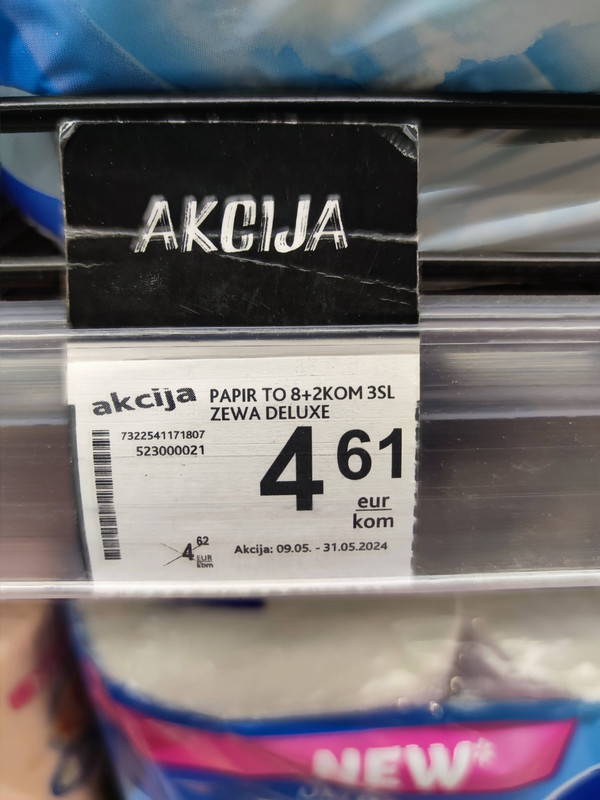 AKCIJA
akcija
PAPIR TO 8+2KOM 3SL
ZEWA DELUXE
7322541171807
523000021
4 61
eur
kom
4 62
EUR
kom
Akcija: 09.05. - 31.05.2024
NEW*